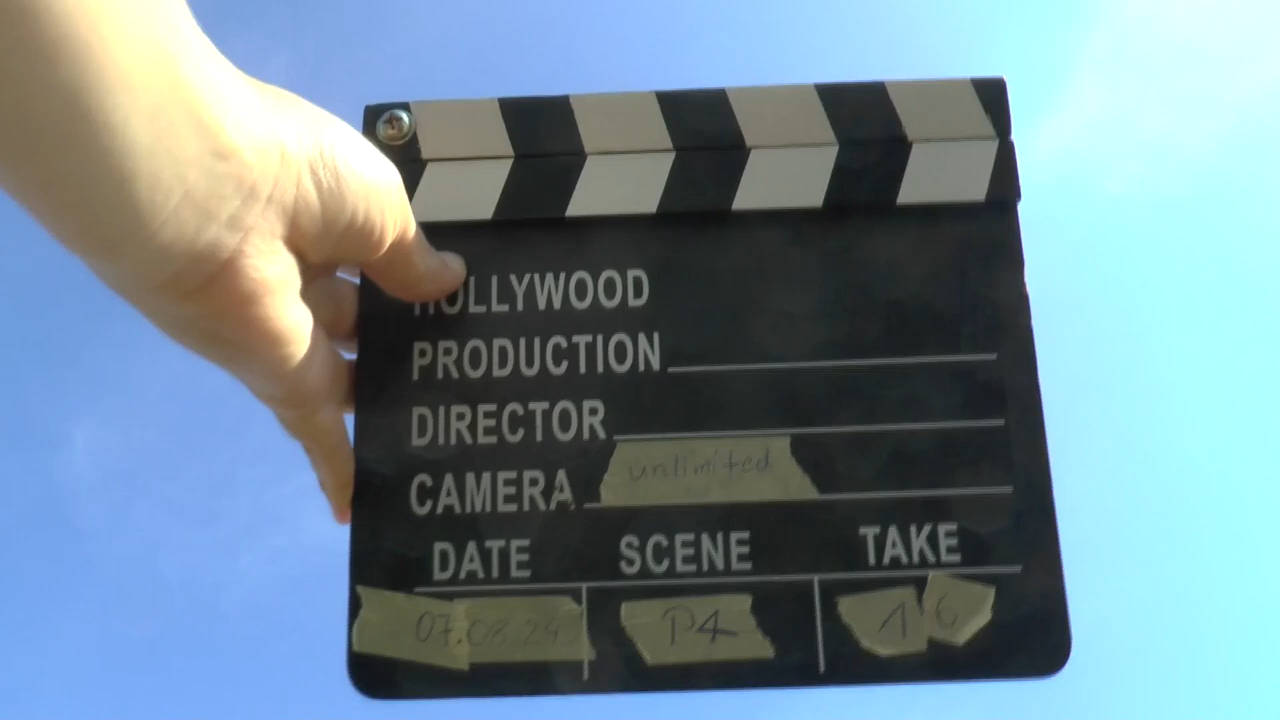 HOLLYWOOD
PRODUCTION
DIRECTOR
CAMERA unlimited
DATE SCENE TAKE
07.08.24 P4 16